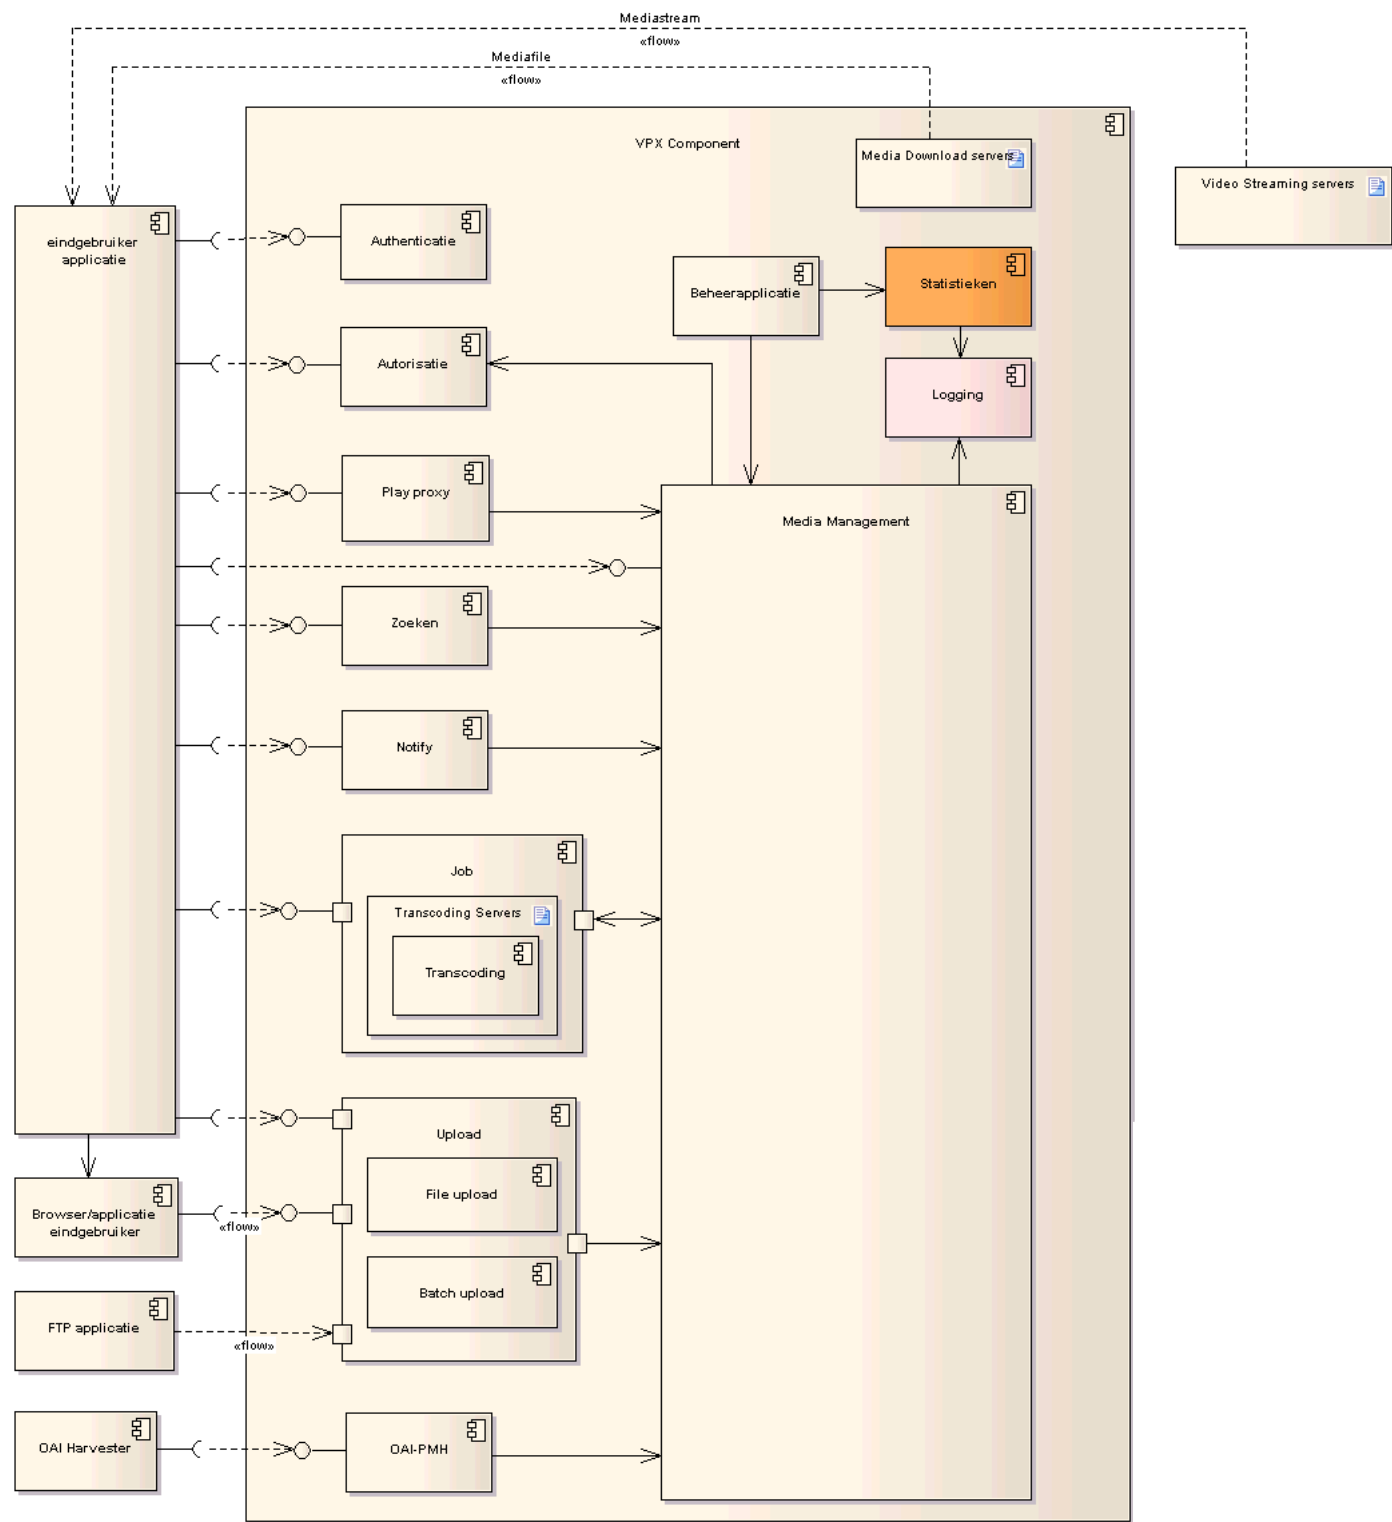 Mediastream
«flow»
Mediafile
«flow»
VPX Component
Media Download servers
Video Streaming servers
eindgebruiker
applicatie
Authenticatie
Beheerapplicatie
Statistieken
Autorisatie
Logging
Play proxy
Media Management
Zoeken
Notify
Job
Transcoding Servers
Transcoding
Upload
File upload
Browser/applicatie
eindgebruiker
«flow»
Batch upload
FTP applicatie
«flow»
OAI Harvester
OAI-PMH